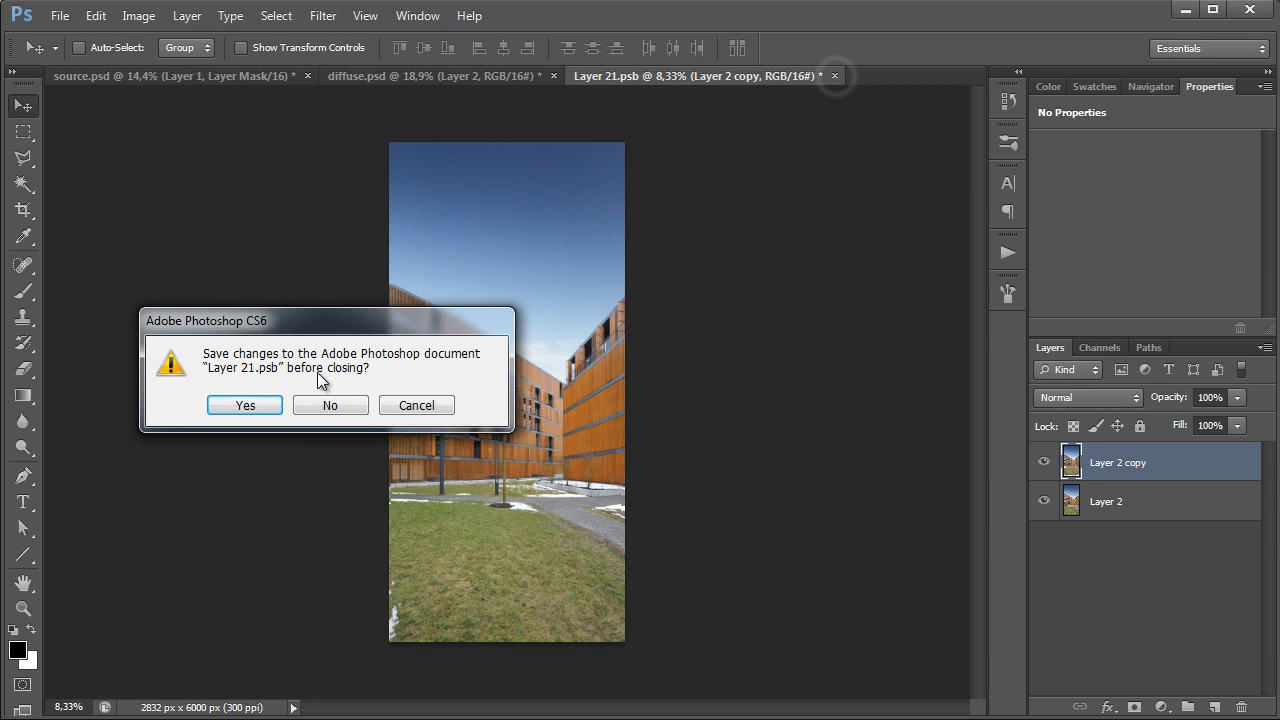 Ps File Edit Image Layer Type Select Filter View Window Help
Auto-Select: Group Show Transform Controls Essentials
source.psd @ 14,4% (Layer 1, Layer Mask/16) * × diffuse.psd @ 18,9% (Layer 2, RGB/16#) * × Layer 21.psb @ 8,33% (Layer 2 copy, RGB/16#) * ×
Color Swatches Navigator Properties
No Properties
Adobe Photoshop CS6
Save changes to the Adobe Photoshop document
“Layer 21.psb” before closing?
Yes No Cancel
Layers Channels Paths
Kind
Normal Opacity: 100%
Lock: Fill: 100%
Layer 2 copy
Layer 2
8,33% 2832 px x 6000 px (300 ppi)